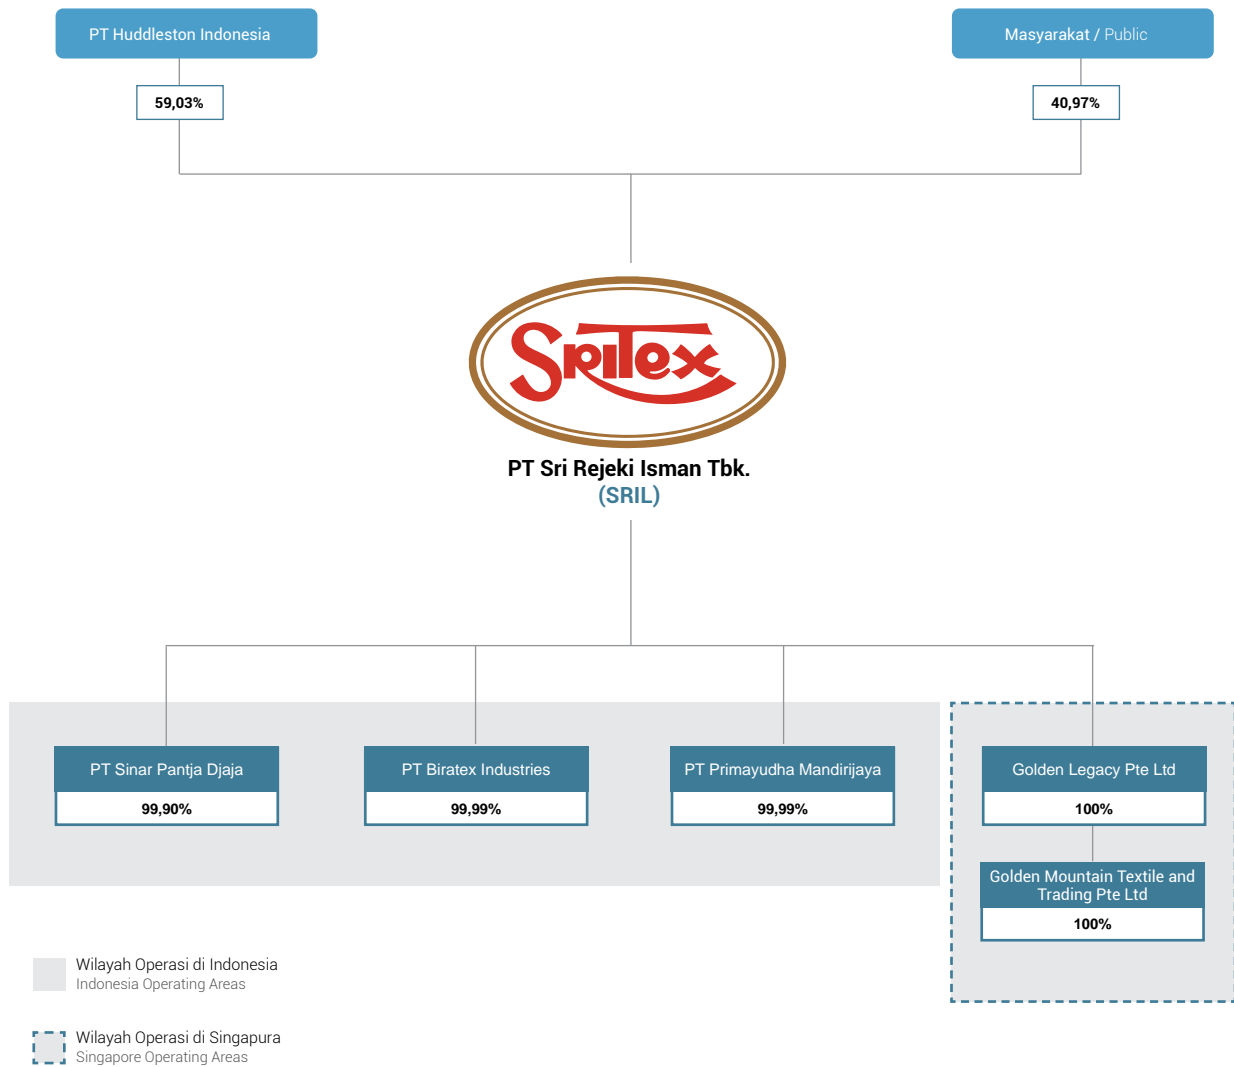 PT Huddleston Indonesia
Masyarakat / Public
59,03%
40,97%
SRITex
PT Sri Rejeki Isman Tbk.
(SRIL)
PT Sinar Pantja Djaja
99,90%
PT Biratex Industries
99,99%
PT Primayudha Mandirijaya
99,99%
Golden Legacy Pte Ltd
100%
Golden Mountain Textile and
Trading Pte Ltd
100%
Wilayah Operasi di Indonesia
Indonesia Operating Areas
Wilayah Operasi di Singapura
Singapore Operating Areas